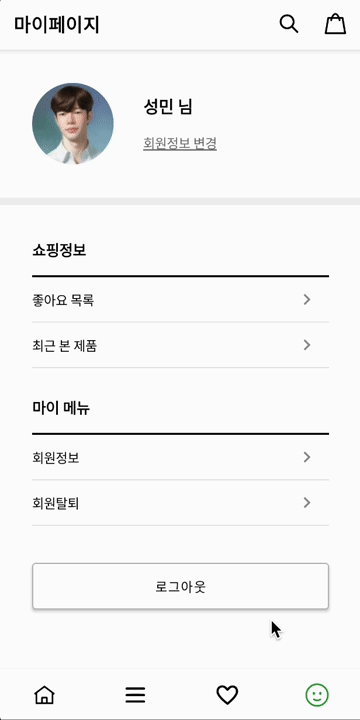 마이페이지
성민 님
회원정보 변경
쇼핑정보
좋아요 목록
최근 본 제품
마이 메뉴
회원정보
회원탈퇴
로그아웃